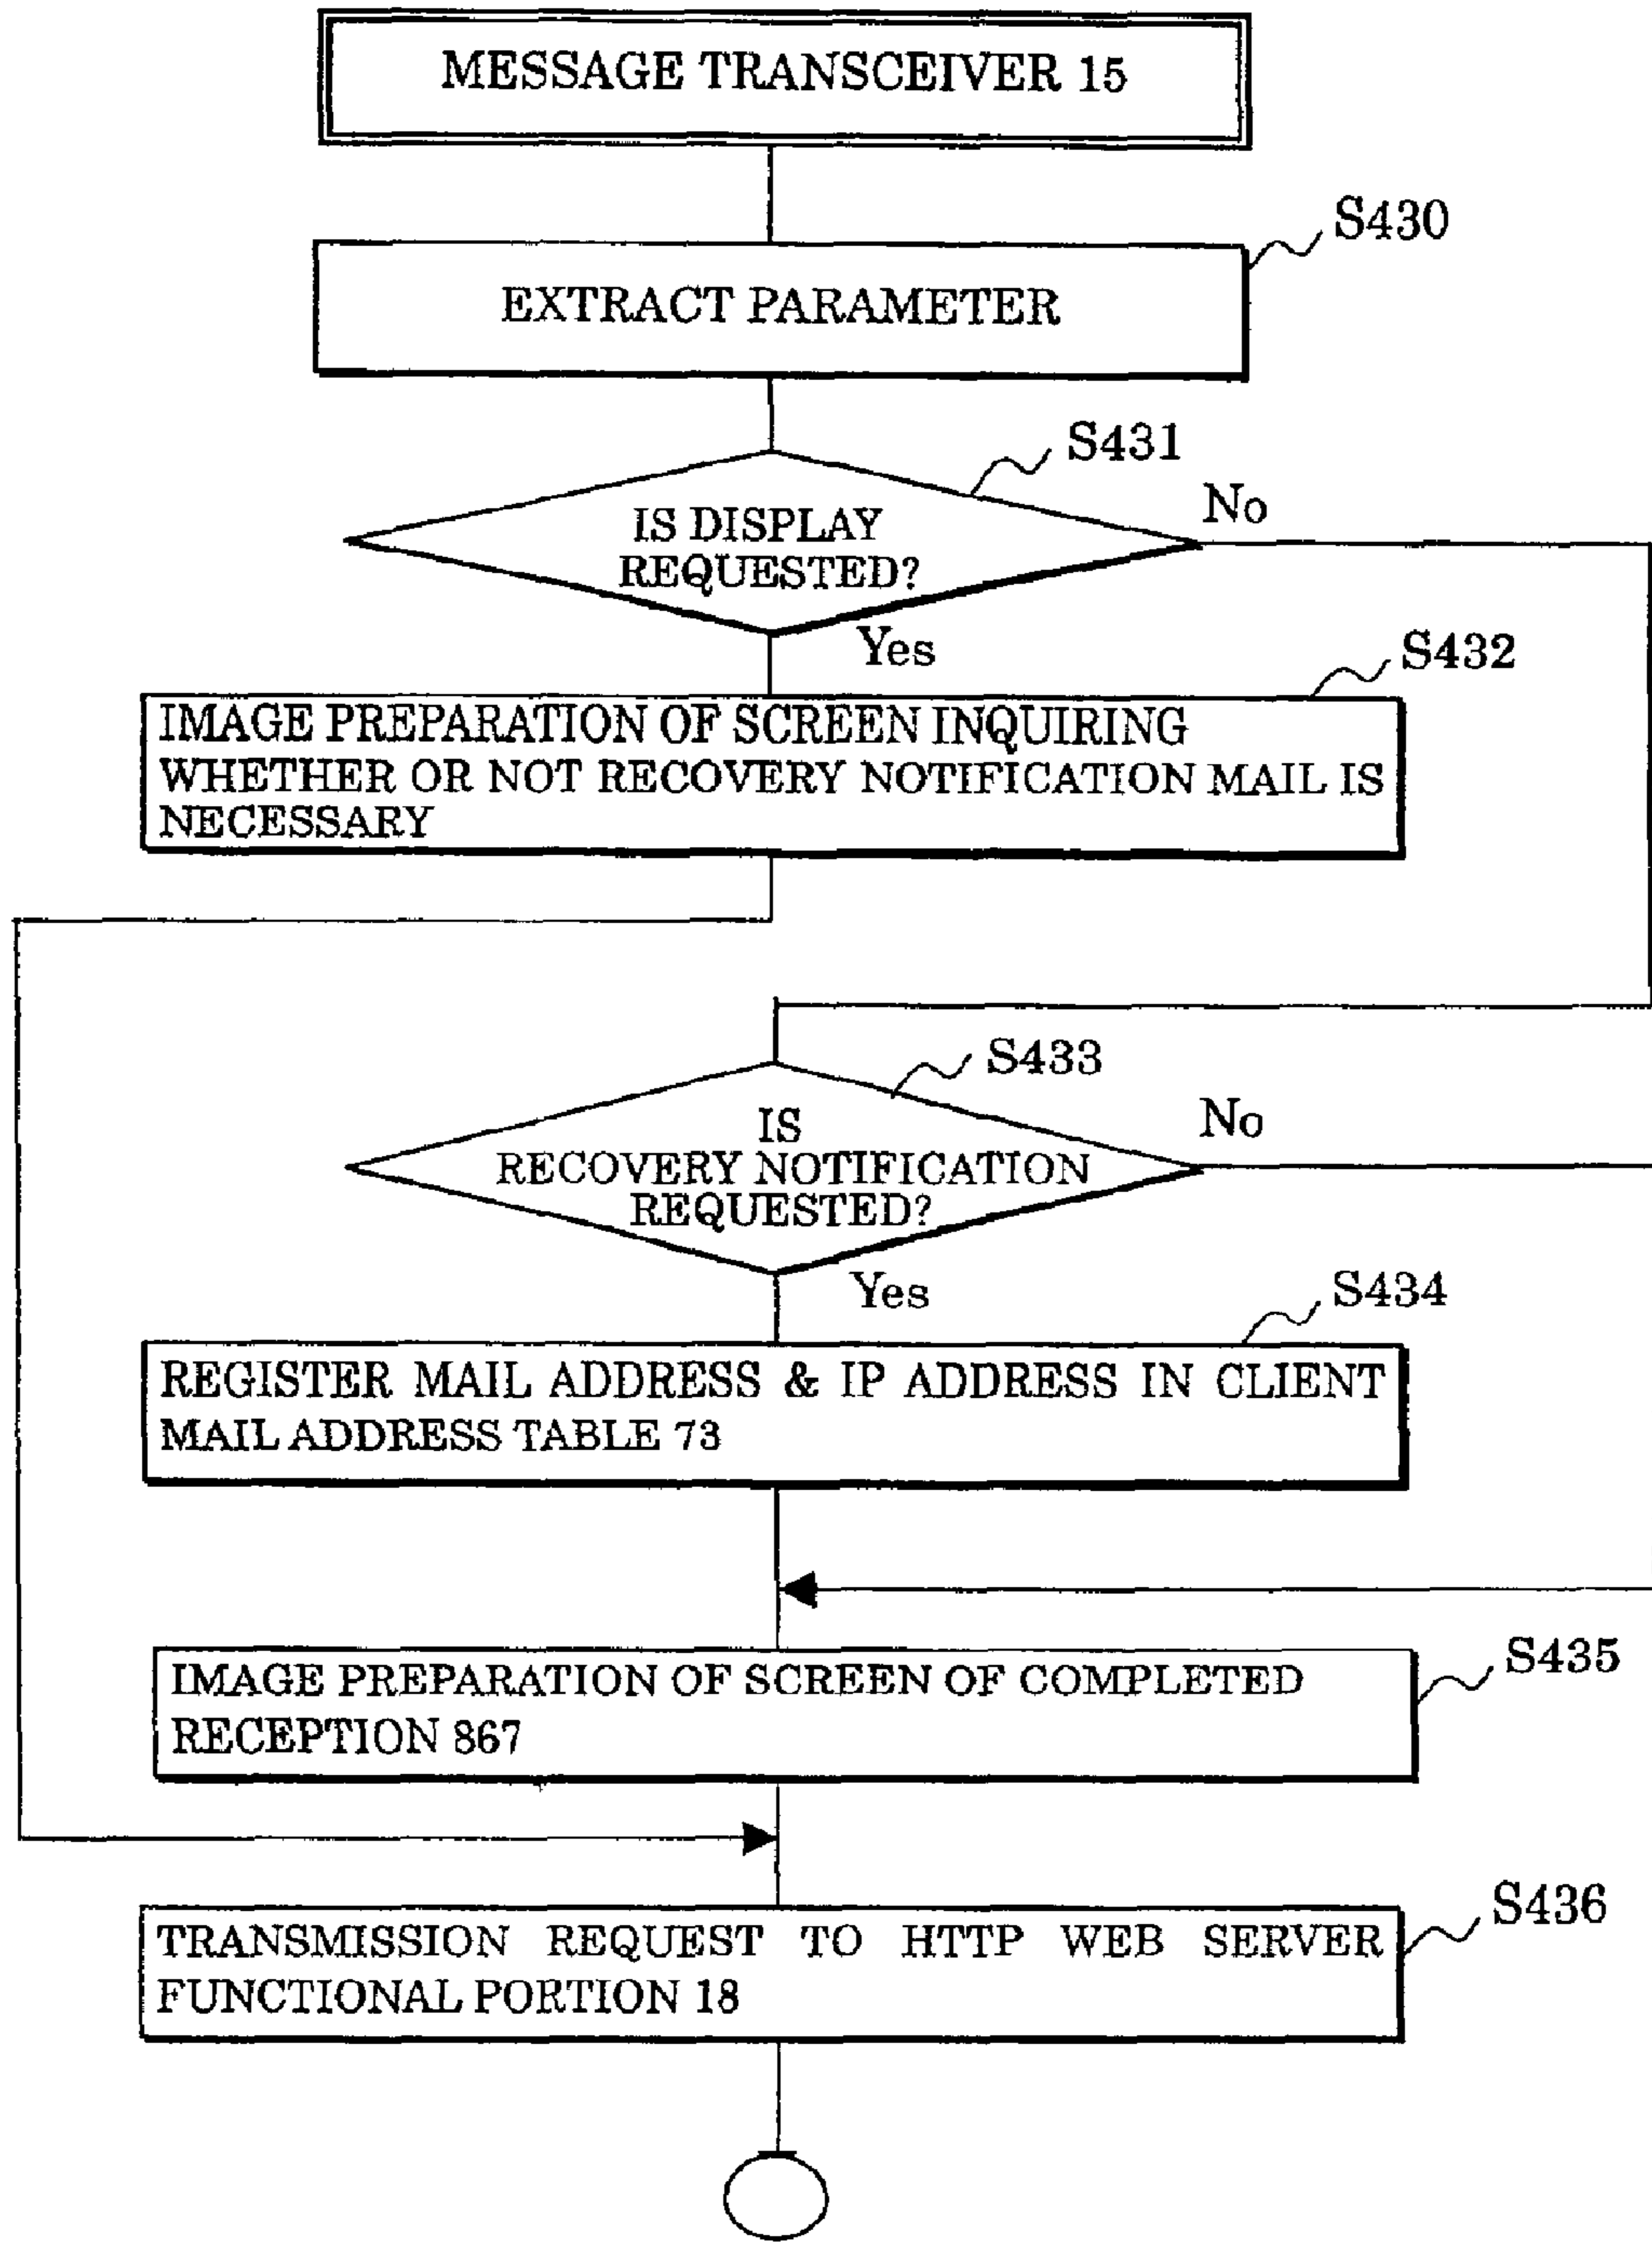 MESSAGE TRANSCEIVER 15
S430
EXTRACT PARAMETER
S431
IS DISPLAY
REQUESTED?
No
Yes
S432
IMAGE PREPARATION OF SCREEN INQUIRING
WHETHER OR NOT RECOVERY NOTIFICATION MAIL IS
NECESSARY
S433
IS
RECOVERY NOTIFICATION
REQUESTED?
No
Yes
S434
REGISTER MAIL ADDRESS & IP ADDRESS IN CLIENT
MAIL ADDRESS TABLE 73
S435
IMAGE PREPARATION OF SCREEN OF COMPLETED
RECEPTION 867
S436
TRANSMISSION REQUEST TO HTTP WEB SERVER
FUNCTIONAL PORTION 18